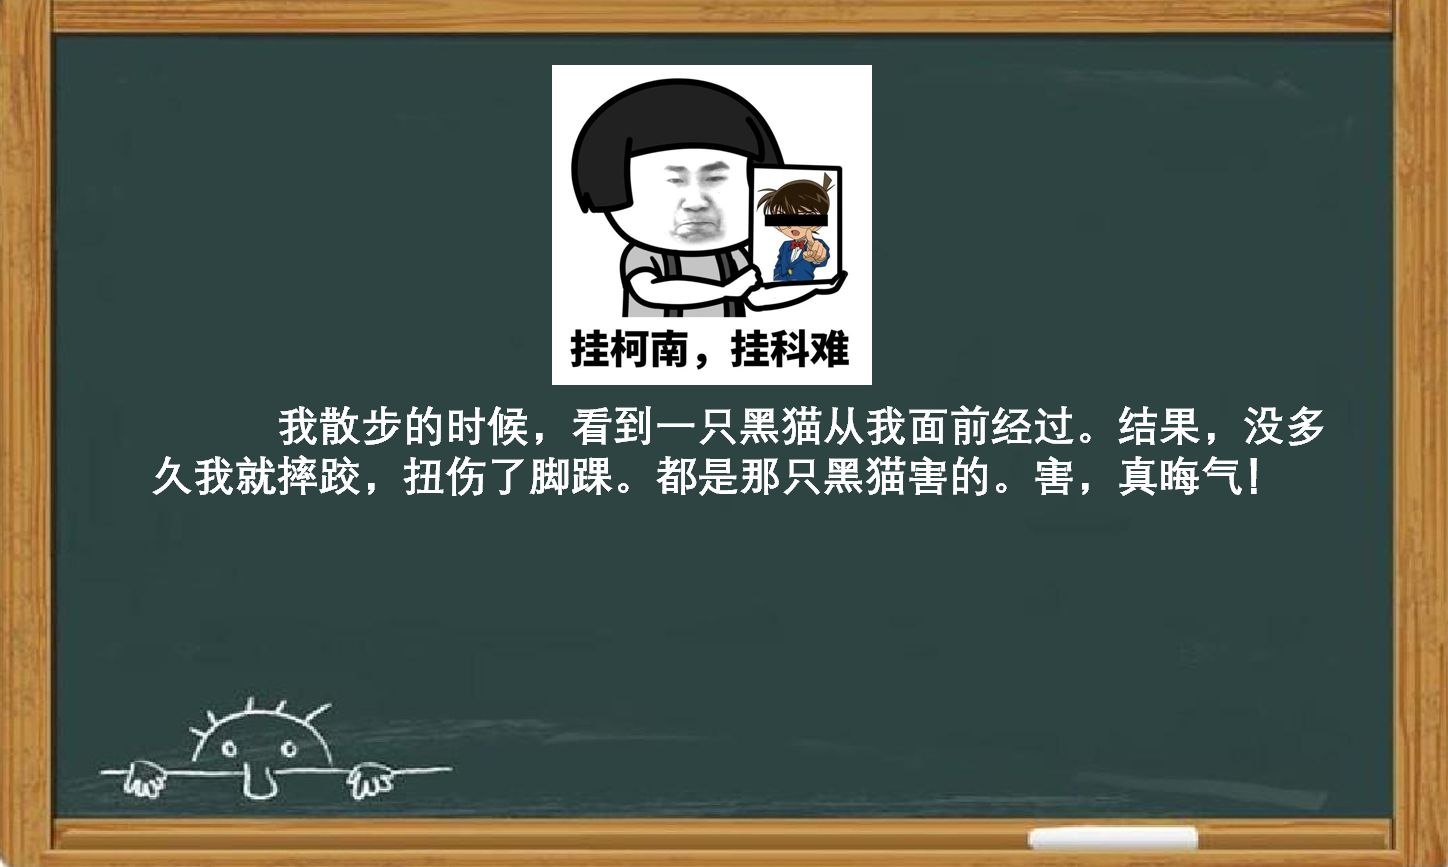 挂柯南，挂科难
我散步的时候，看到一只黑猫从我面前经过。结果，没多
久我就摔跤，扭伤了脚踝。都是那只黑猫害的。害，真晦气！